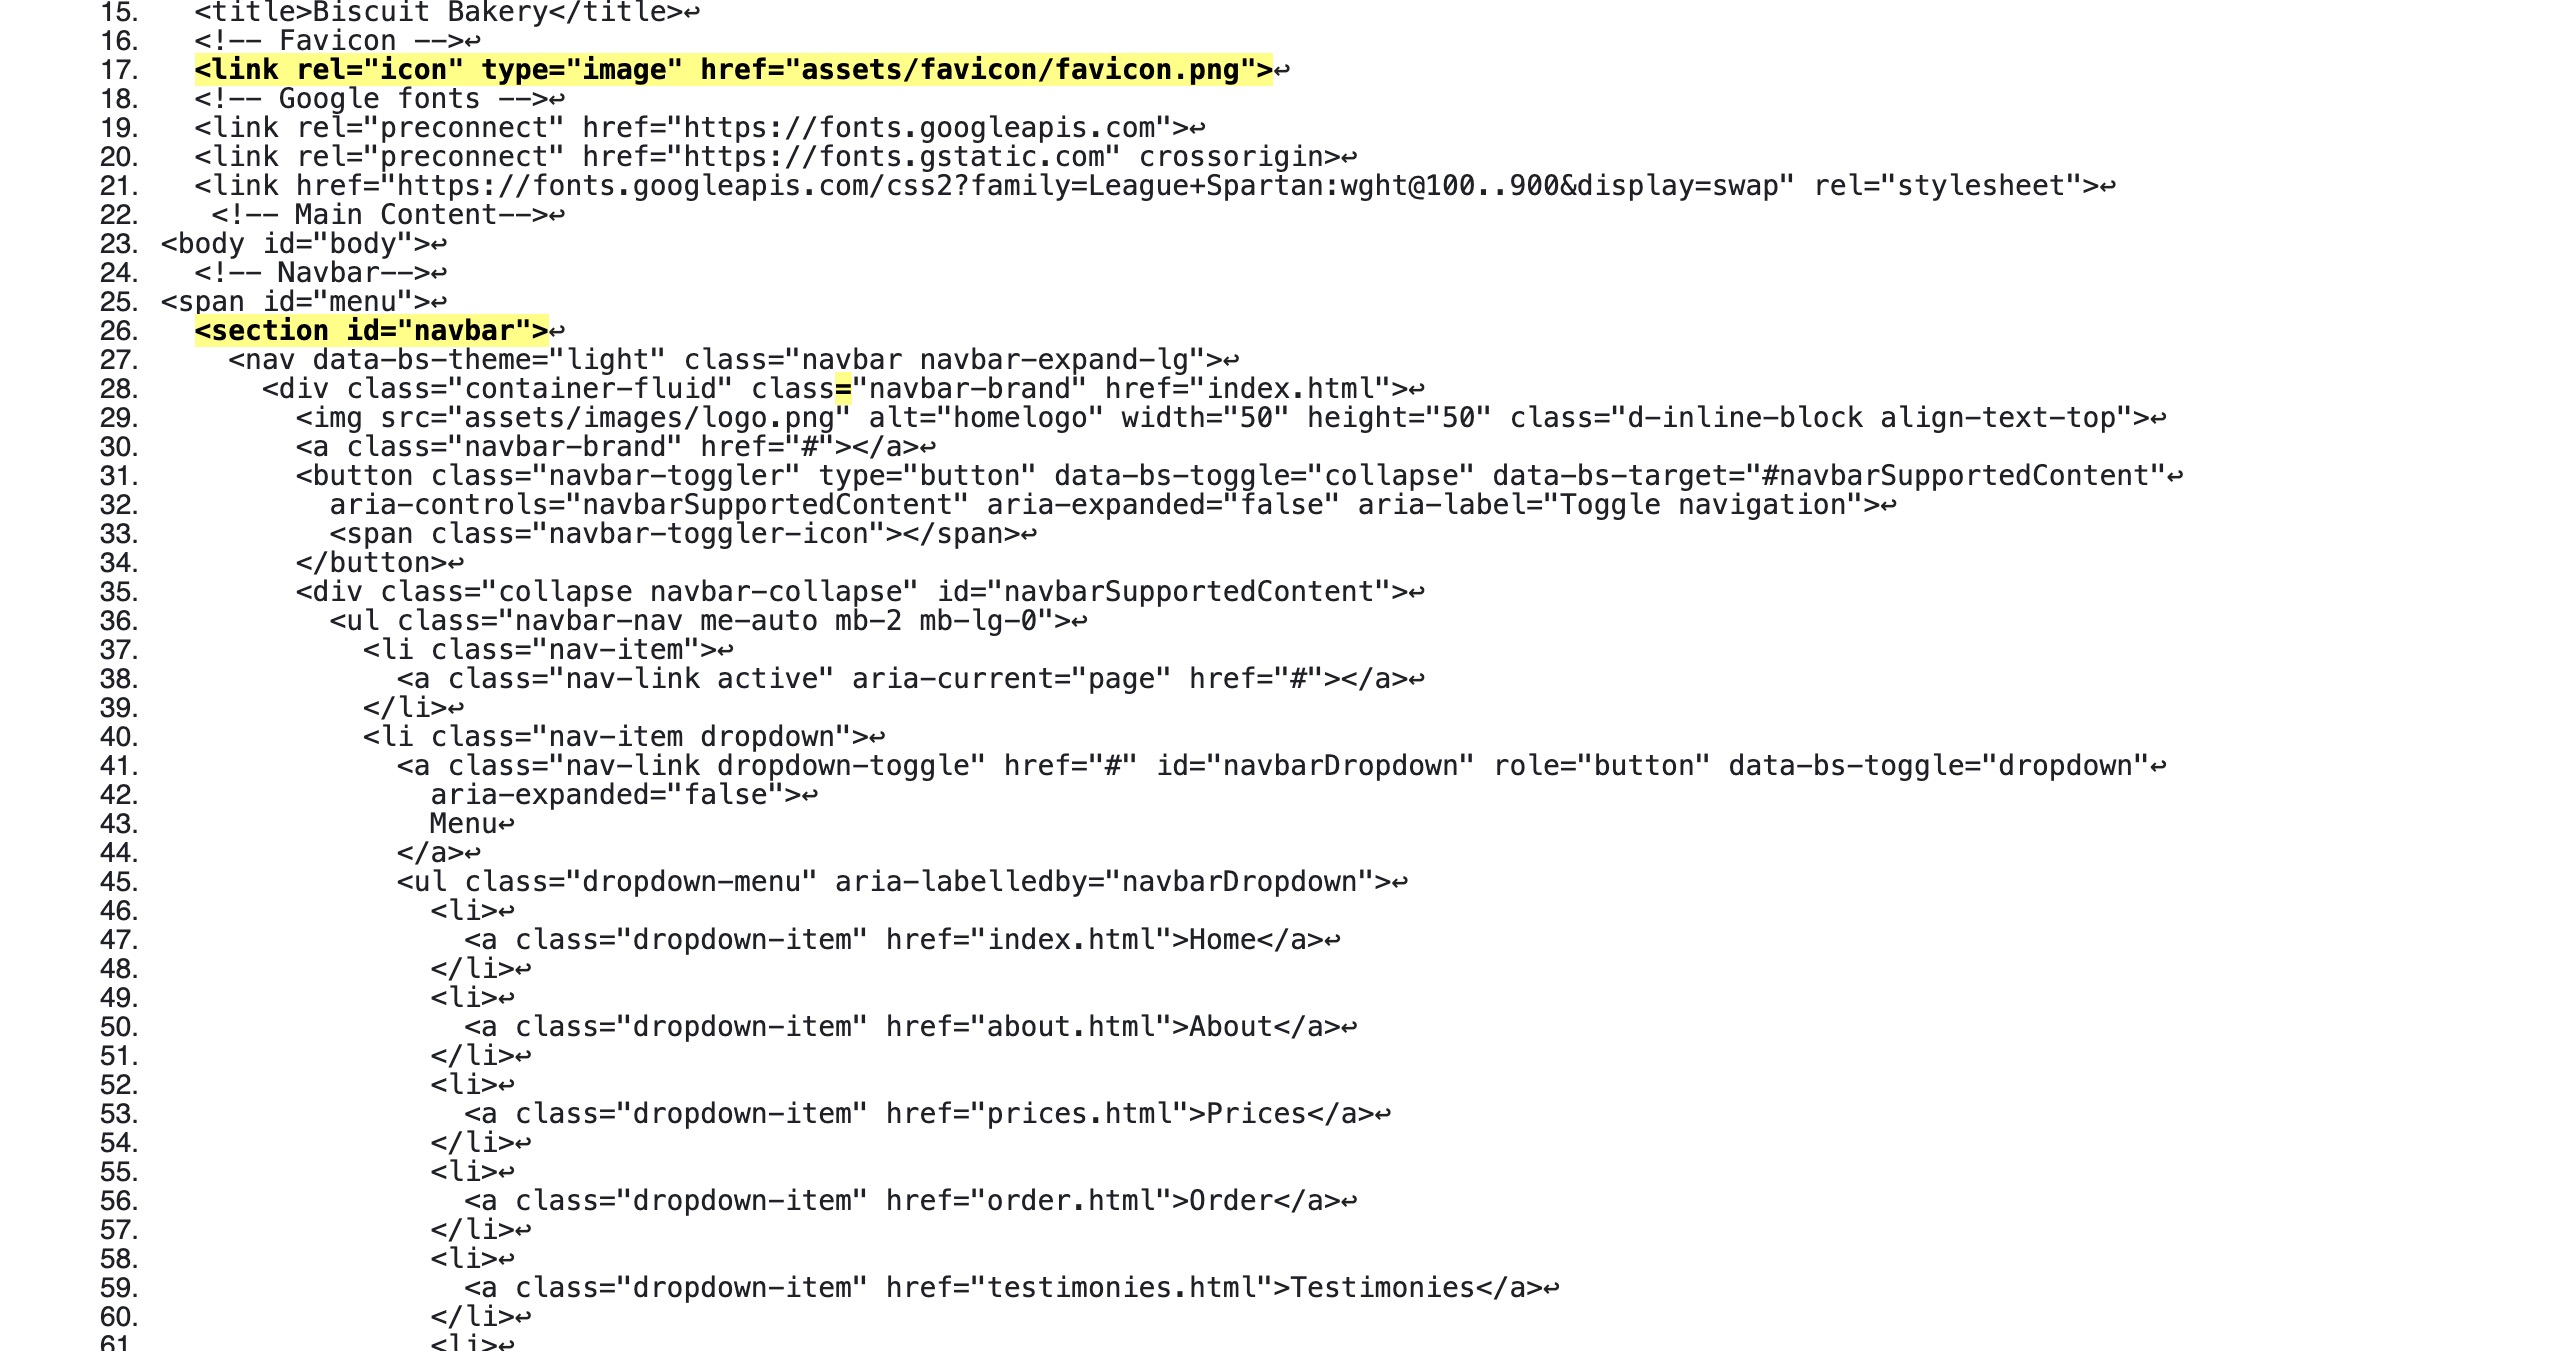 15. <title>Biscuit Bakery</title>↩
16. <!-- Favicon -->↩
17. <link rel="icon" type="image" href="assets/favicon/favicon.png">↩
18. <!-- Google fonts -->↩
19. <link rel="preconnect" href="https://fonts.googleapis.com">↩
20. <link rel="preconnect" href="https://fonts.gstatic.com" crossorigin>↩
21. <link href="https://fonts.googleapis.com/css2?family=League+Spartan:wght@100..900&display=swap" rel="stylesheet">↩
22. <!-- Main Content-->↩
23. <body id="body">↩
24. <!-- Navbar-->↩
25. <span id="menu">↩
26. <section id="navbar">↩
27. <nav data-bs-theme="light" class="navbar navbar-expand-lg">↩
28. <div class="container-fluid" class="navbar-brand" href="index.html">↩
29. <img src="assets/images/logo.png" alt="homelogo" width="50" height="50" class="d-inline-block align-text-top">↩
30. <a class="navbar-brand" href="#"></a>↩
31. <button class="navbar-toggler" type="button" data-bs-toggle="collapse" data-bs-target="#navbarSupportedContent"↩
32. aria-controls="navbarSupportedContent" aria-expanded="false" aria-label="Toggle navigation">↩
33. <span class="navbar-toggler-icon"></span>↩
34. </button>↩
35. <div class="collapse navbar-collapse" id="navbarSupportedContent">↩
36. <ul class="navbar-nav me-auto mb-2 mb-lg-0">↩
37. <li class="nav-item">↩
38. <a class="nav-link active" aria-current="page" href="#"></a>↩
39. </li>↩
40. <li class="nav-item dropdown">↩
41. <a class="nav-link dropdown-toggle" href="#" id="navbarDropdown" role="button" data-bs-toggle="dropdown"↩
42. aria-expanded="false">↩
43. Menu↩
44. </a>↩
45. <ul class="dropdown-menu" aria-labelledby="navbarDropdown">↩
46. <li>↩
47. <a class="dropdown-item" href="index.html">Home</a>↩
48. </li>↩
49. <li>↩
50. <a class="dropdown-item" href="about.html">About</a>↩
51. </li>↩
52. <li>↩
53. <a class="dropdown-item" href="prices.html">Prices</a>↩
54. </li>↩
55. <li>↩
56. <a class="dropdown-item" href="order.html">Order</a>↩
57. </li>↩
58. <li>↩
59. <a class="dropdown-item" href="testimonies.html">Testimonies</a>↩
60. </li>↩
61. <li>↩